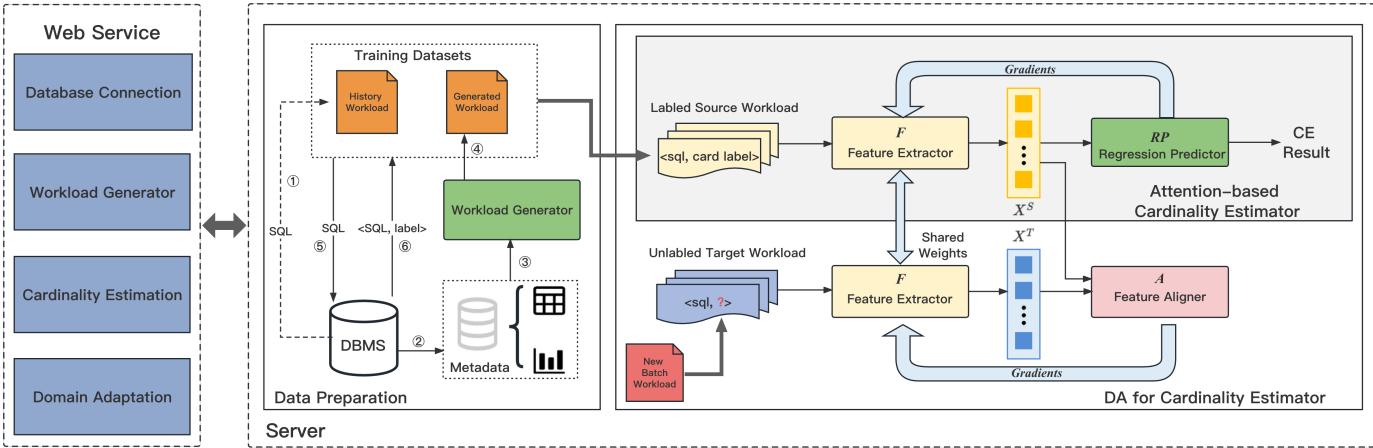 Web Service
Database Connection
Workload Generator
Cardinality Estimation
Domain Adaptation
Training Datasets
History
Workload
Generated
Workload
①
④
SQL
SQL
⑤
<SQL, label>
⑥
Workload Generator
③
DBMS
②
Metadata
Data Preparation
Server
Labled Source Workload
<sql, card label>
F
Feature Extractor
Gradients
X^S
RP
Regression Predictor
CE
Result
Attention-based
Cardinality Estimator
Shared
Weights
Unlabled Target Workload
<sql, ?>
New
Batch
Workload
F
Feature Extractor
X^T
A
Feature Aligner
Gradients
DA for Cardinality Estimator